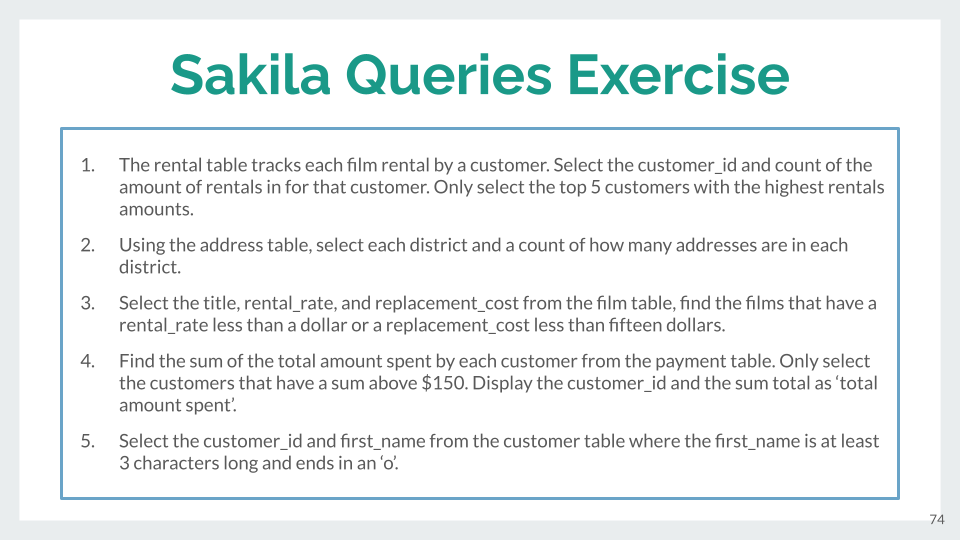 Sakila Queries Exercise
1. The rental table tracks each film rental by a customer. Select the customer_id and count of the
amount of rentals in for that customer. Only select the top 5 customers with the highest rentals
amounts.
2. Using the address table, select each district and a count of how many addresses are in each
district.
3. Select the title, rental_rate, and replacement_cost from the film table, find the films that have a
rental_rate less than a dollar or a replacement_cost less than fifteen dollars.
4. Find the sum of the total amount spent by each customer from the payment table. Only select
the customers that have a sum above $150. Display the customer_id and the sum total as ‘total
amount spent’.
5. Select the customer_id and first_name from the customer table where the first_name is at least
3 characters long and ends in an ‘o’.
74